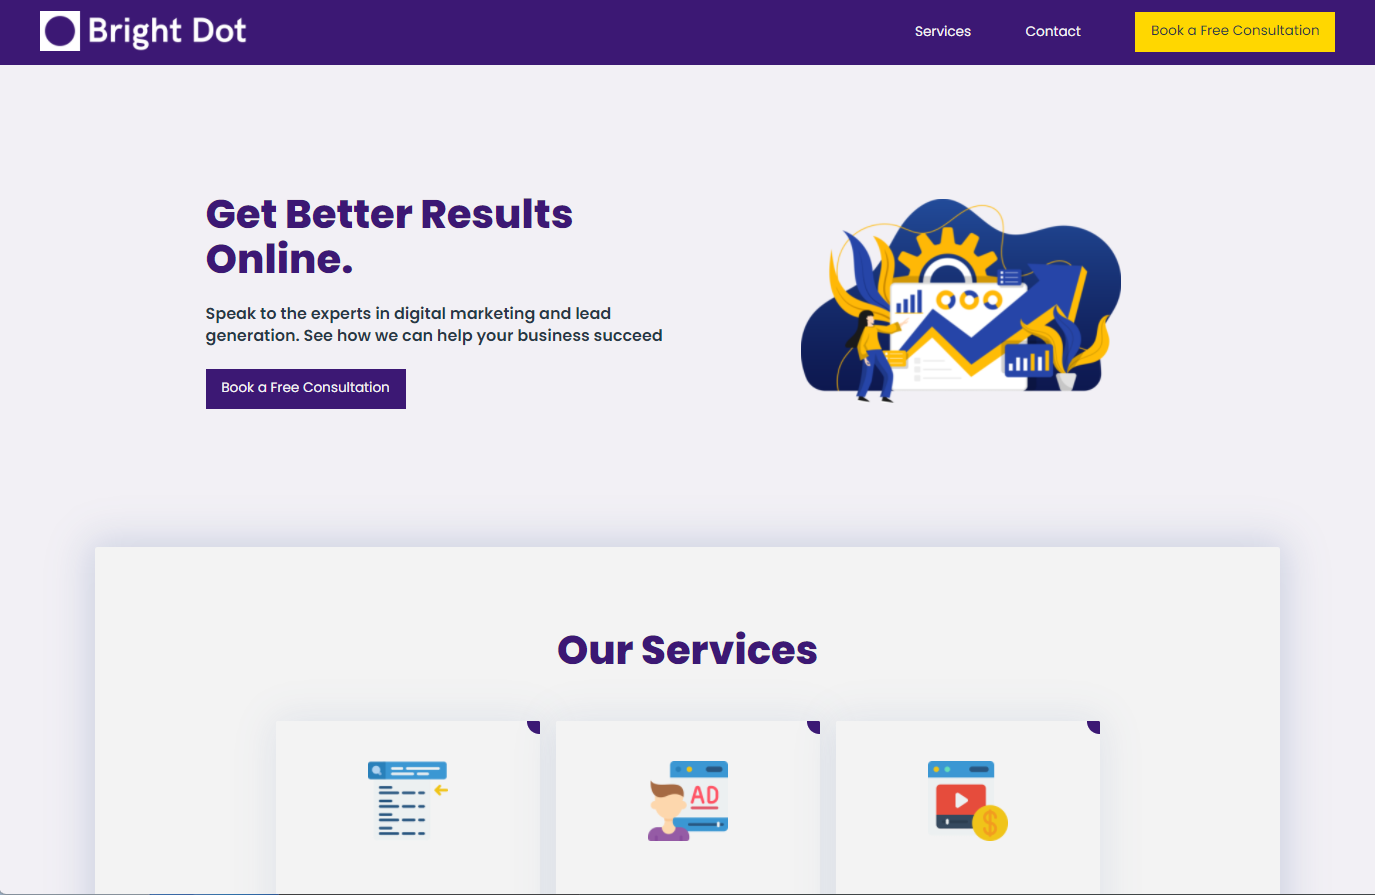 Bright Dot
Services
Contact
Book a Free Consultation
Get Better Results
Online.
Speak to the experts in digital marketing and lead
generation. See how we can help your business succeed
Book a Free Consultation
Our Services
AD
$